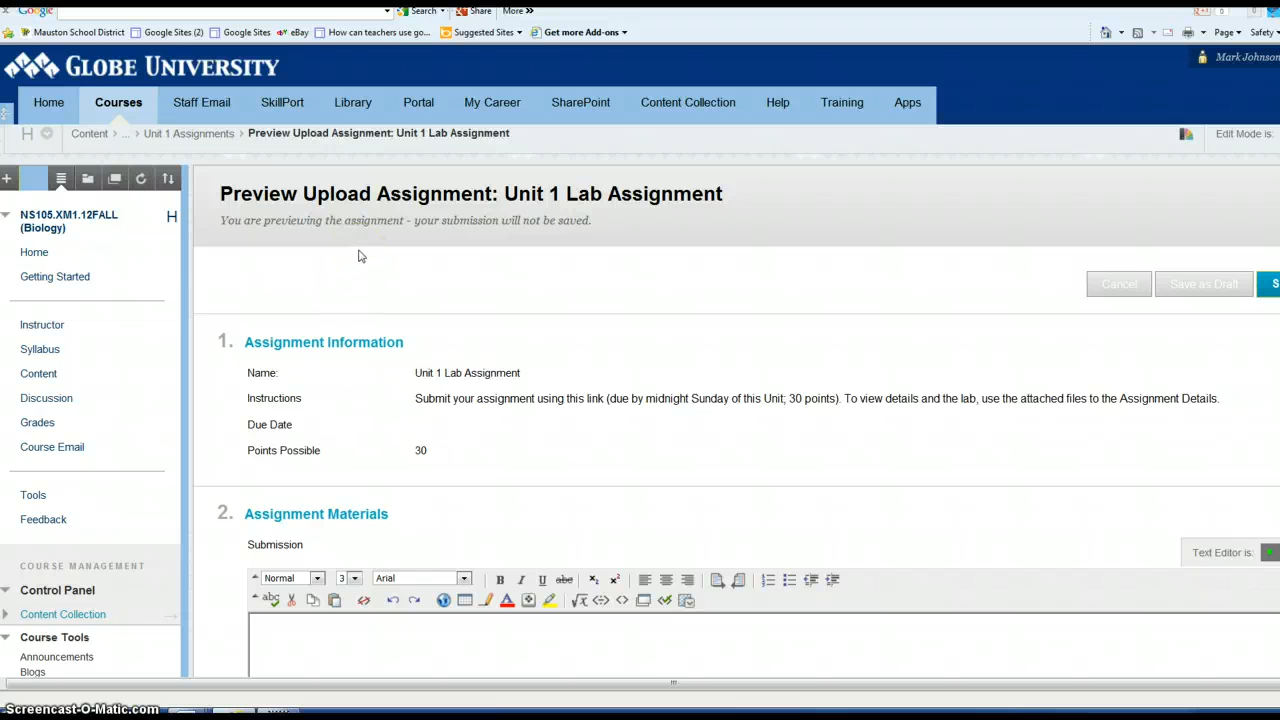 Google Search Share More »
Mauston School District Google Sites (2) Google Sites eBay How can teachers use go... Suggested Sites Get more Add-ons Page Safety
GLOBE UNIVERSITY Mark Johnson
Home Courses Staff Email SkillPort Library Portal My Career SharePoint Content Collection Help Training Apps
H Content > ... > Unit 1 Assignments > Preview Upload Assignment: Unit 1 Lab Assignment Edit Mode is:
Preview Upload Assignment: Unit 1 Lab Assignment
You are previewing the assignment - your submission will not be saved.
NS105.XM1.12FALL H
(Biology)
Home
Getting Started
Instructor
Syllabus
Content
Discussion
Grades
Course Email
Tools
Feedback
COURSE MANAGEMENT
Control Panel
Content Collection
Course Tools
Announcements
Blogs
Cancel Save as Draft S
1. Assignment Information
Name: Unit 1 Lab Assignment
Instructions Submit your assignment using this link (due by midnight Sunday of this Unit; 30 points). To view details and the lab, use the attached files to the Assignment Details.
Due Date
Points Possible 30
2. Assignment Materials
Submission
Text Editor is:
Normal 3 Arial B I U abc x₂ x²
abc
Screencast-O-Matic.com